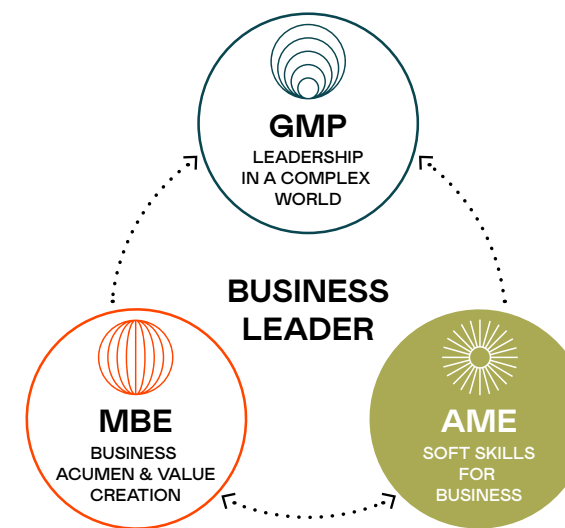 GMP
LEADERSHIP
IN A COMPLEX
WORLD
BUSINESS
LEADER
MBE
BUSINESS
ACUMEN & VALUE
CREATION
AME
SOFT SKILLS
FOR
BUSINESS